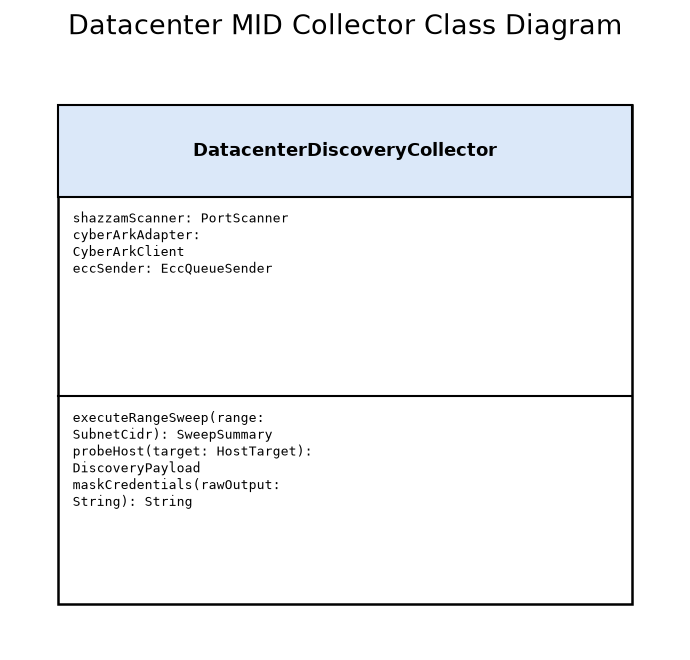 Datacenter MID Collector Class Diagram
DatacenterDiscoveryCollector
shazzamScanner: PortScanner
cyberArkAdapter:
CyberArkClient
eccSender: EccQueueSender
executeRangeSweep(range:
SubnetCidr): SweepSummary
probeHost(target: HostTarget):
DiscoveryPayload
maskCredentials(rawOutput:
String): String